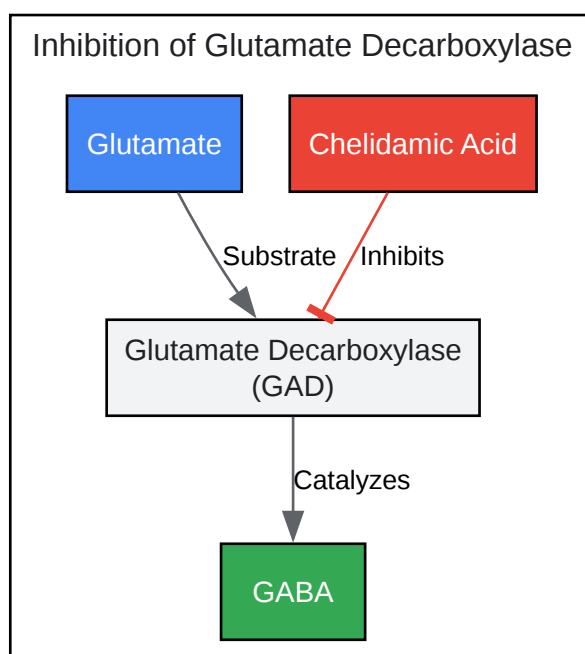 Inhibition of Glutamate Decarboxylase
Glutamate
Chelidamic Acid
Substrate
Inhibits
Glutamate Decarboxylase
(GAD)
Catalyzes
GABA